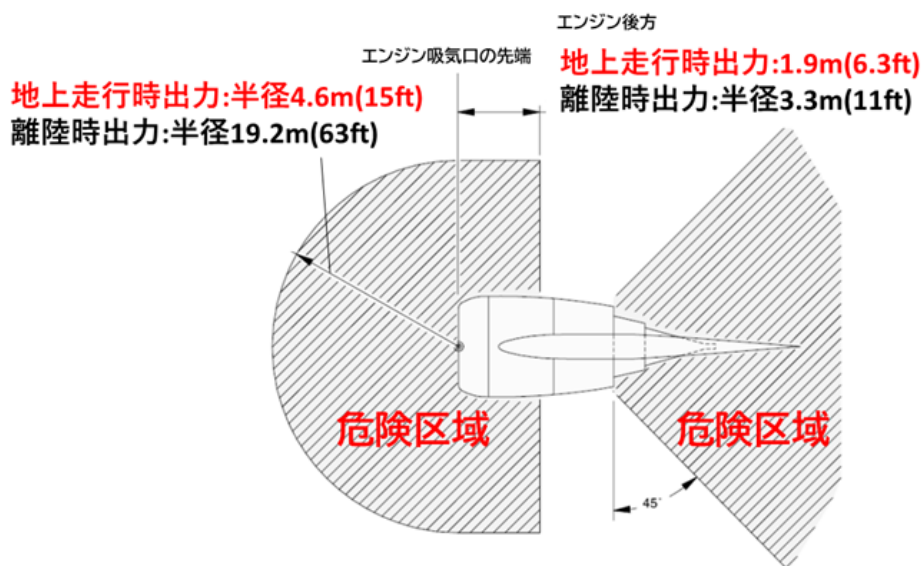 エンジン後方
エンジン吸気口の先端
地上走行時出力:1.9m(6.3ft)
離陸時出力:半径3.3m(11ft)
地上走行時出力:半径4.6m(15ft)
離陸時出力:半径19.2m(63ft)
危険区域
危険区域
45°